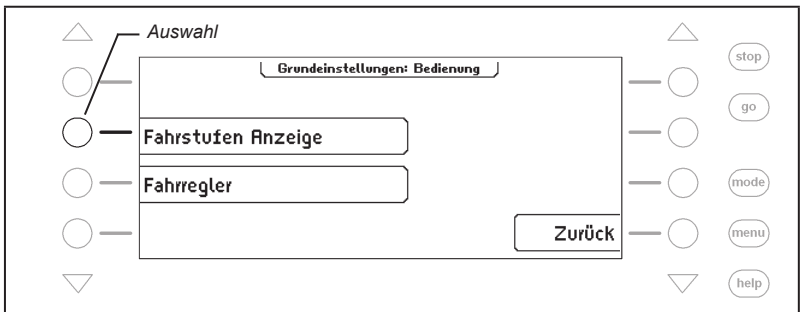 Auswahl
Grundeinstellungen: Bedienung
stop
go
Fahrstufen Anzeige
Fahrregler
mode
Zurück
menu
help